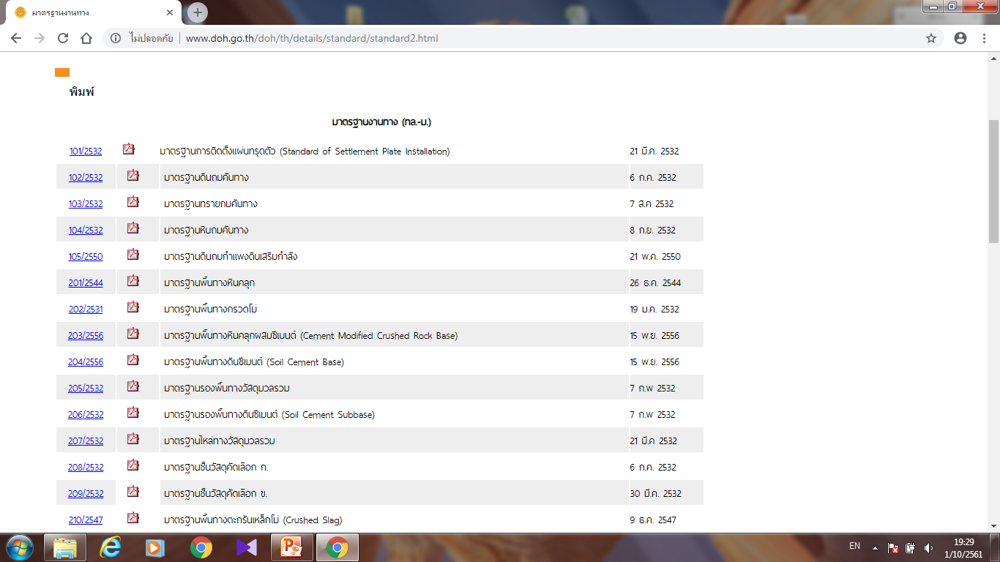 มาตรฐานงานทาง
ไม่ปลอดภัย | www.doh.go.th/doh/th/details/standard/standard2.html
พิมพ์
มาตรฐานงานทาง (ทล.-ม.)
101/2532 มาตรฐานการติดตั้งแผ่นทรุดตัว (Standard of Settlement Plate Installation) 21 มี.ค. 2532
102/2532 มาตรฐานดินถมคันทาง 6 ก.ค. 2532
103/2532 มาตรฐานทรายถมคันทาง 7 ส.ค 2532
104/2532 มาตรฐานหินถมคันทาง 8 ก.ย. 2532
105/2550 มาตรฐานดินถมกำแพงดินเสริมกำลัง 21 พ.ค. 2550
201/2544 มาตรฐานพื้นทางหินคลุก 26 ธ.ค. 2544
202/2531 มาตรฐานพื้นทางกรวดโม่ 19 ม.ค. 2532
203/2556 มาตรฐานพื้นทางหินคลุกผสมซีเมนต์ (Cement Modified Crushed Rock Base) 15 พ.ย. 2556
204/2556 มาตรฐานพื้นทางดินซีเมนต์ (Soil Cement Base) 15 พ.ย. 2556
205/2532 มาตรฐานรองพื้นทางวัสดุมวลรวม 7 ก.พ 2532
206/2532 มาตรฐานรองพื้นทางดินซีเมนต์ (Soil Cement Subbase) 7 ก.พ 2532
207/2532 มาตรฐานไหล่ทางวัสดุมวลรวม 21 มี.ค 2532
208/2532 มาตรฐานชั้นวัสดุคัดเลือก ก. 6 ก.ค. 2532
209/2532 มาตรฐานชั้นวัสดุคัดเลือก ข. 30 มี.ค. 2532
210/2547 มาตรฐานพื้นทางตะกรันเหล็กโม่ (Crushed Slag) 9 ธ.ค. 2547
EN 19:29
1/10/2561